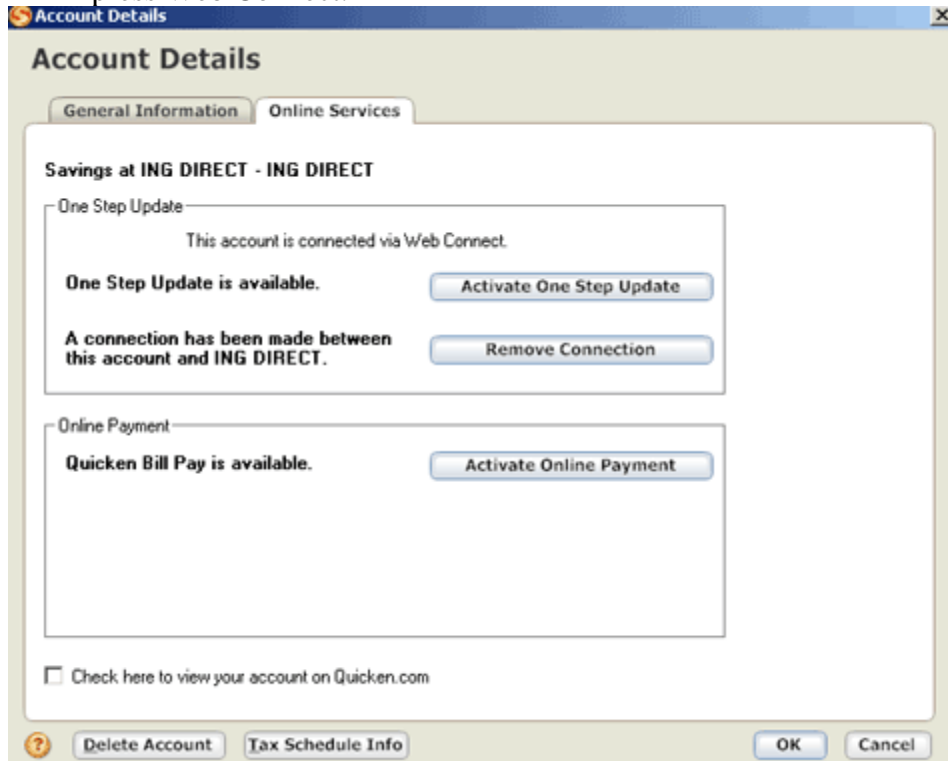 Account Details
Account Details
General Information
Online Services
Savings at ING DIRECT - ING DIRECT
One Step Update
This account is connected via Web Connect.
One Step Update is available.
Activate One Step Update
A connection has been made between
this account and ING DIRECT.
Remove Connection
Online Payment
Quicken Bill Pay is available.
Activate Online Payment
Check here to view your account on Quicken.com
?
Delete Account
Tax Schedule Info
OK
Cancel